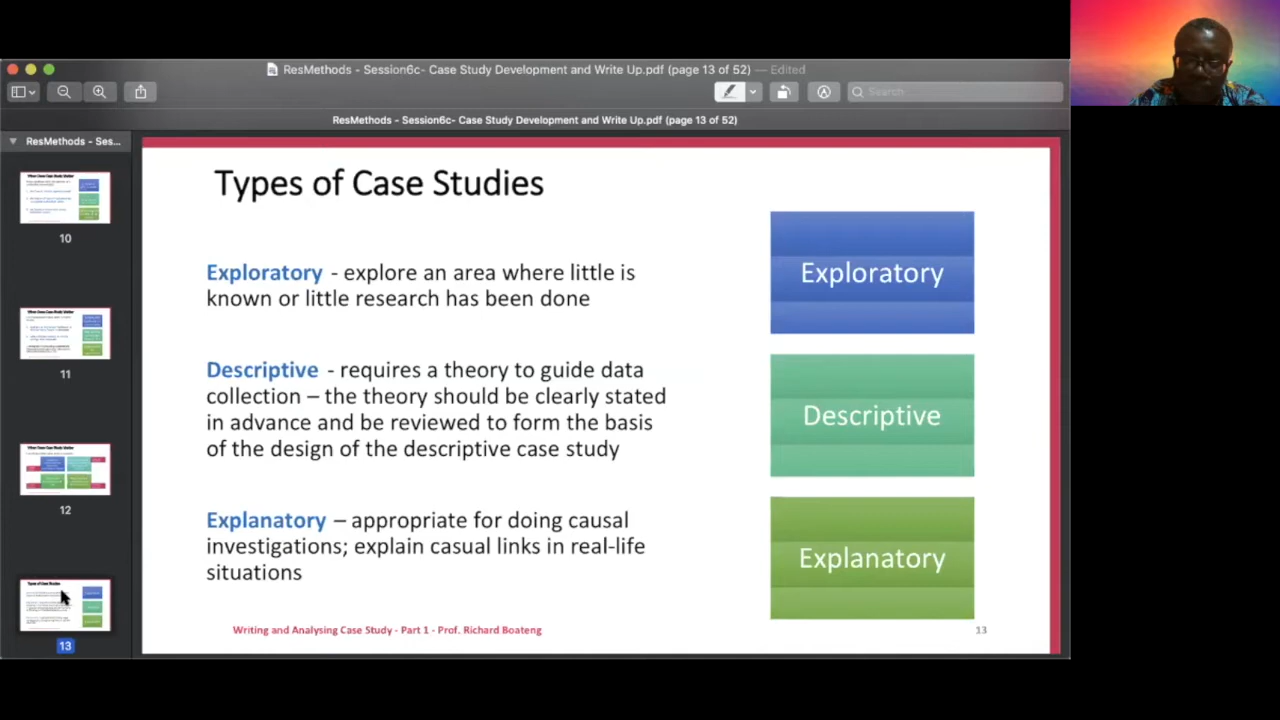 ResMethods - Session6c- Case Study Development and Write Up.pdf (page 13 of 52) — Edited
Search
ResMethods - Session6c- Case Study Development and Write Up.pdf (page 13 of 52)
ResMethods - Ses...
10
11
12
13
Types of Case Studies
Exploratory - explore an area where little is
known or little research has been done
Descriptive - requires a theory to guide data
collection – the theory should be clearly stated
in advance and be reviewed to form the basis
of the design of the descriptive case study
Explanatory – appropriate for doing causal
investigations; explain casual links in real-life
situations
Exploratory
Descriptive
Explanatory
Writing and Analysing Case Study - Part 1 - Prof. Richard Boateng
13